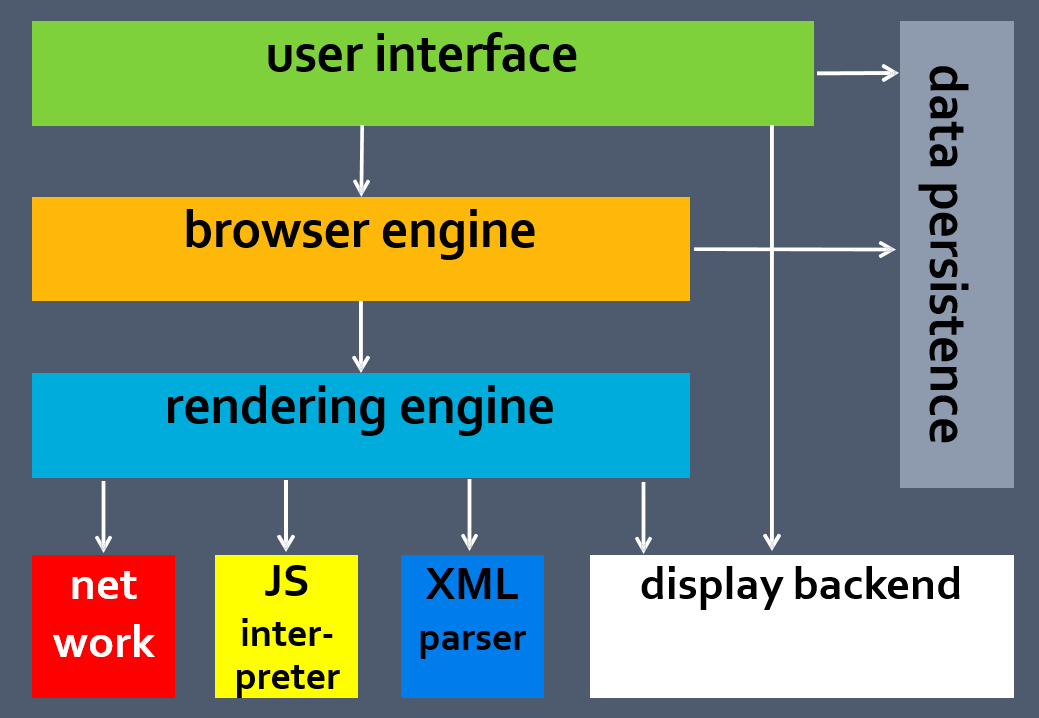 user interface
data persistence
browser engine
rendering engine
net
work
JS
inter-
preter
XML
parser
display backend